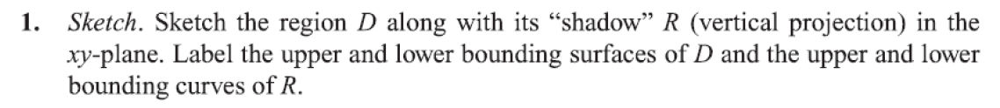 1. Sketch. Sketch the region D along with its “shadow” R (vertical projection) in the
xy-plane. Label the upper and lower bounding surfaces of D and the upper and lower
bounding curves of R.